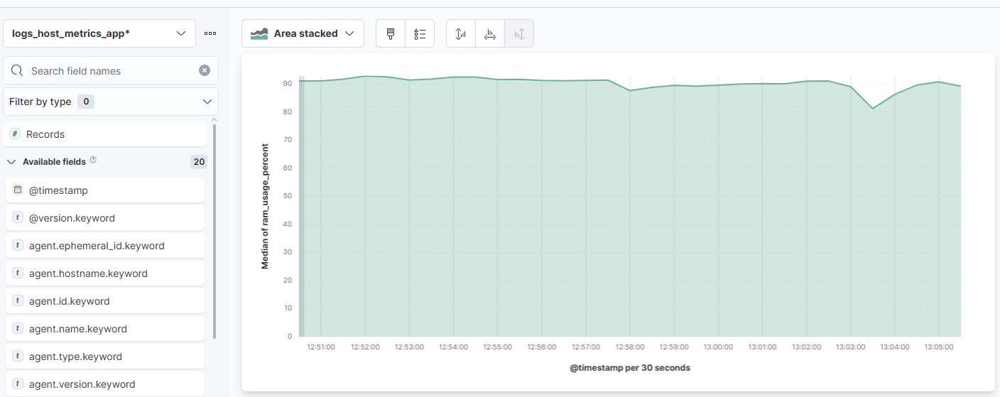 logs_host_metrics_app*
Search field names
Filter by type 0
# Records
Available fields ? 20
@timestamp
t @version.keyword
t agent.ephemeral_id.keyword
t agent.hostname.keyword
t agent.id.keyword
t agent.name.keyword
t agent.type.keyword
t agent.version.keyword
Area stacked
Median of ram_usage_percent
90
80
70
60
50
40
30
20
10
0
12:51:00 12:52:00 12:53:00 12:54:00 12:55:00 12:56:00 12:57:00 12:58:00 12:59:00 13:00:00 13:01:00 13:02:00 13:03:00 13:04:00 13:05:00
@timestamp per 30 seconds